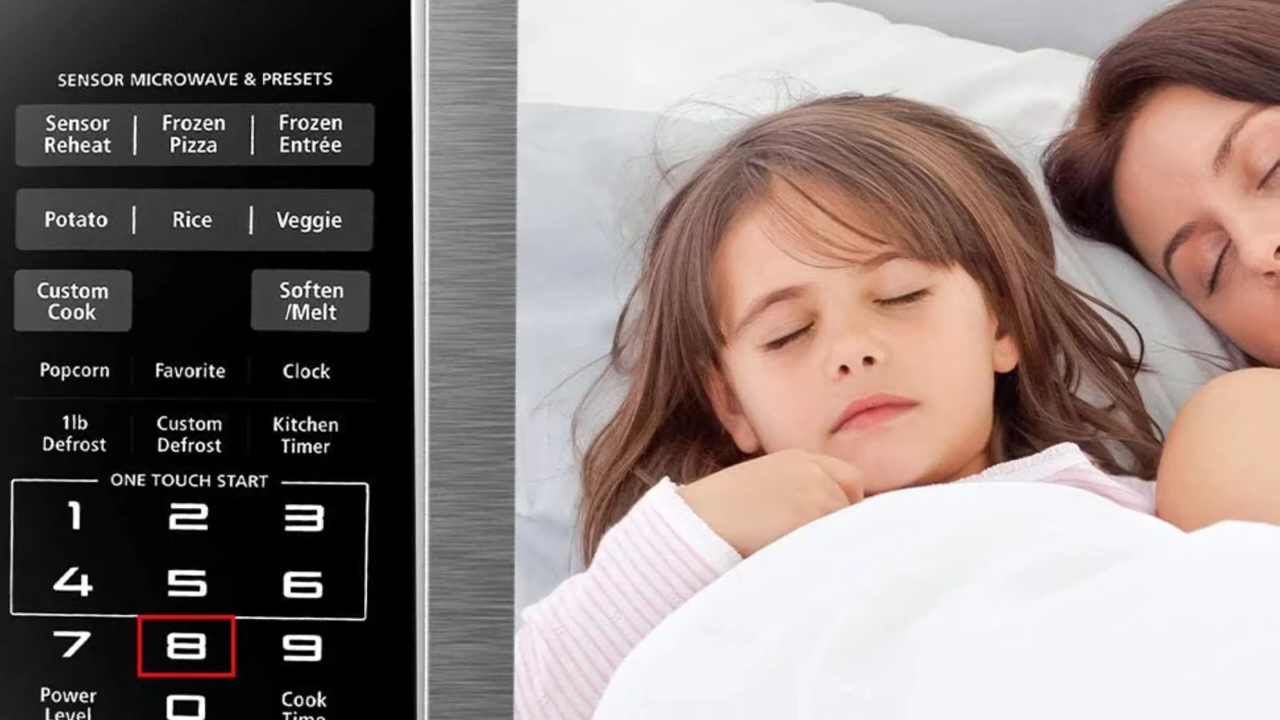 SENSOR MICROWAVE & PRESETS
Sensor Reheat | Frozen Pizza | Frozen Entrée
Potato | Rice | Veggie
Custom Cook
Soften /Melt
Popcorn Favorite Clock
1lb Defrost
Custom Defrost
Kitchen Timer
ONE TOUCH START
1 2 3
4 5 6
7 8 9
Power Level
0
Cook Time